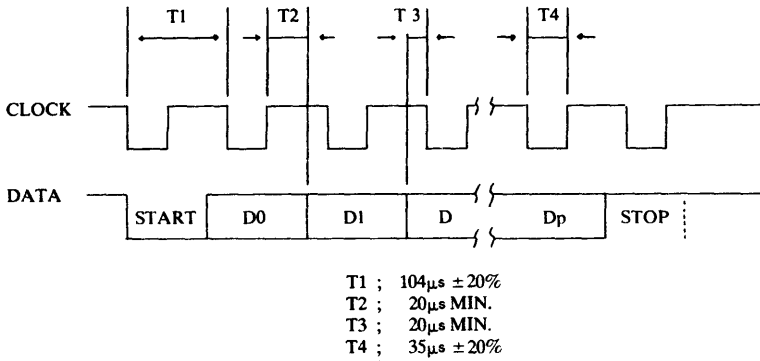 T1 T2 T 3 T4
CLOCK
DATA
START D0 D1 D Dp STOP
T1 ; 104μs ±20%
T2 ; 20μs MIN.
T3 ; 20μs MIN.
T4 ; 35μs ±20%